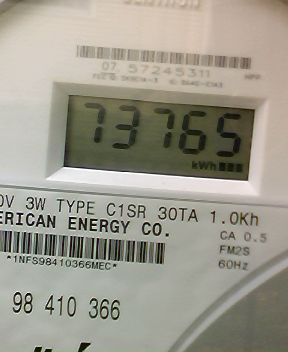 07 57245311
73765
kWh
0V 3W TYPE C1SR 30TA 1.0Kh
ERICAN ENERGY CO.
CA 0.5
FM2S
60Hz
*1NFS98410366MEC*
98 410 366